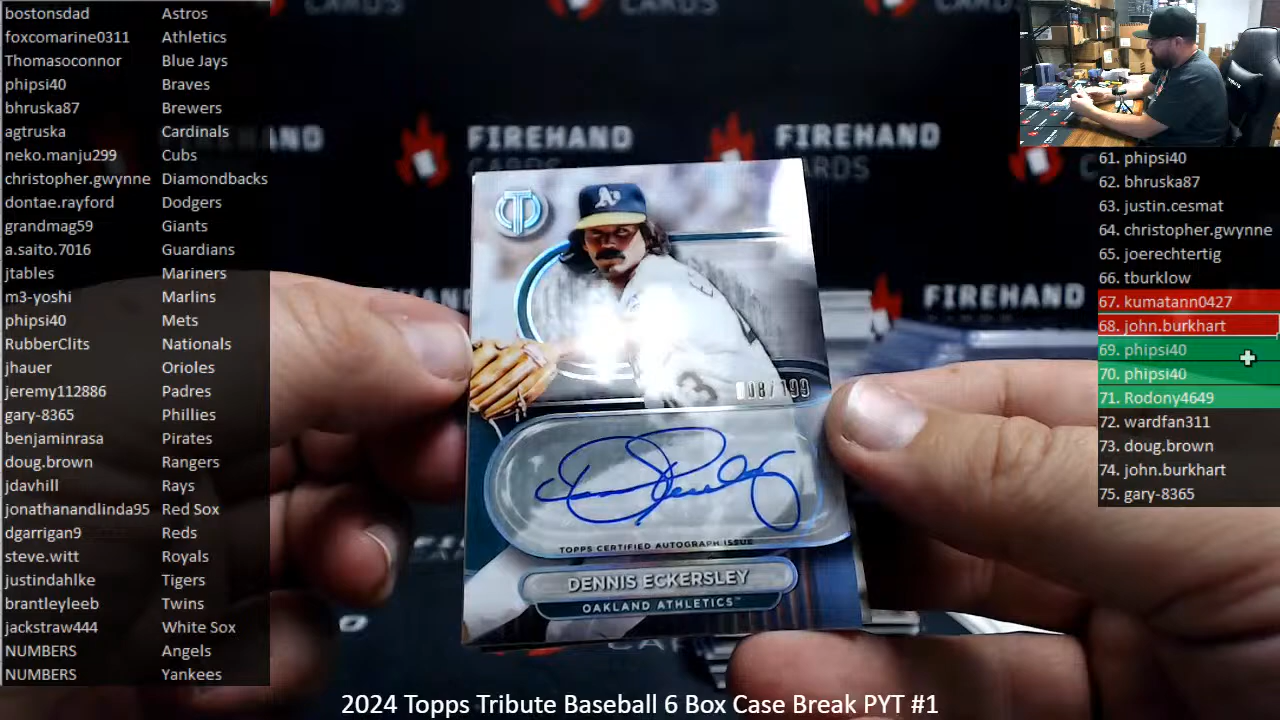 bostonsdad Astros
foxcomarine0311 Athletics
Thomasoconnor Blue Jays
phipsi40 Braves
bhruska87 Brewers
agtruska Cardinals
neko.manju299 Cubs
christopher.gwynne Diamondbacks
dontae.rayford Dodgers
grandmag59 Giants
a.saito.7016 Guardians
jtables Mariners
m3-yoshi Marlins
phipsi40 Mets
RubberClits Nationals
jhauer Orioles
jeremy112886 Padres
gary-8365 Phillies
benjaminrasa Pirates
doug.brown Rangers
jdavhill Rays
jonathanandlinda95 Red Sox
dgarrigan9 Reds
steve.witt Royals
justindahlke Tigers
brantleyleeb Twins
jackstraw444 White Sox
NUMBERS Angels
NUMBERS Yankees
CARDS
FIREHAND
CARDS
FIREHAND
CARDS
FIREHAND
A's
08/199
TOPPS CERTIFIED AUTOGRAPH ISSUE
DENNIS ECKERSLEY
OAKLAND ATHLETICS™
61. phipsi40
62. bhruska87
63. justin.cesmat
64. christopher.gwynne
65. joerechtertig
66. tburklow
67. kumatann0427
68. john.burkhart
69. phipsi40
70. phipsi40
71. Rodony4649
72. wardfan311
73. doug.brown
74. john.burkhart
75. gary-8365
2024 Topps Tribute Baseball 6 Box Case Break PYT #1